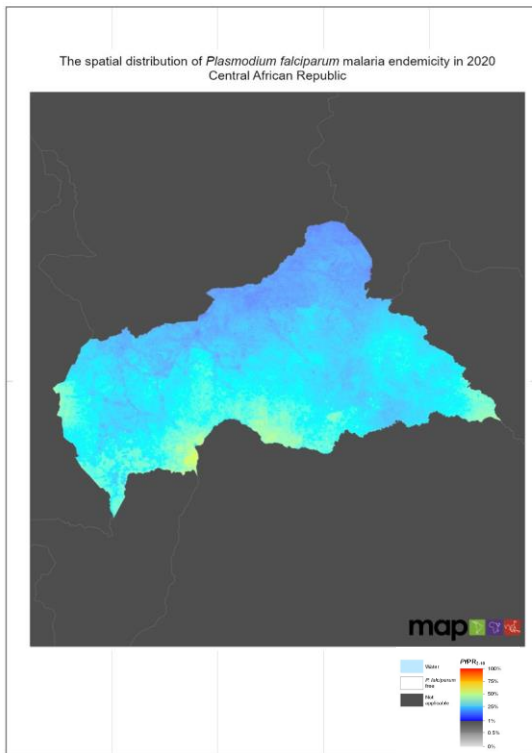 The spatial distribution of Plasmodium falciparum malaria endemicity in 2020
Central African Republic
map
Water
P. falciparum
free
Not
applicable
PfPR2-10
100%
75%
50%
25%
1%
0.5%
0%